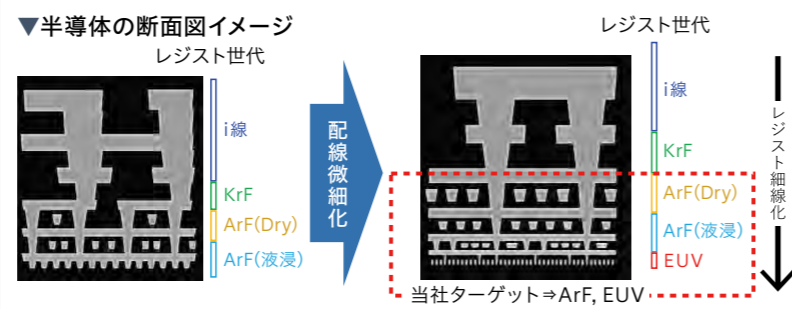 ▼半導体の断面図イメージ
レジスト世代
i線
KrF
ArF(Dry)
ArF(液浸)
配線微細化
レジスト世代
i線
KrF
ArF(Dry)
ArF(液浸)
EUV
レジスト細線化
当社ターゲット⇒ArF, EUV